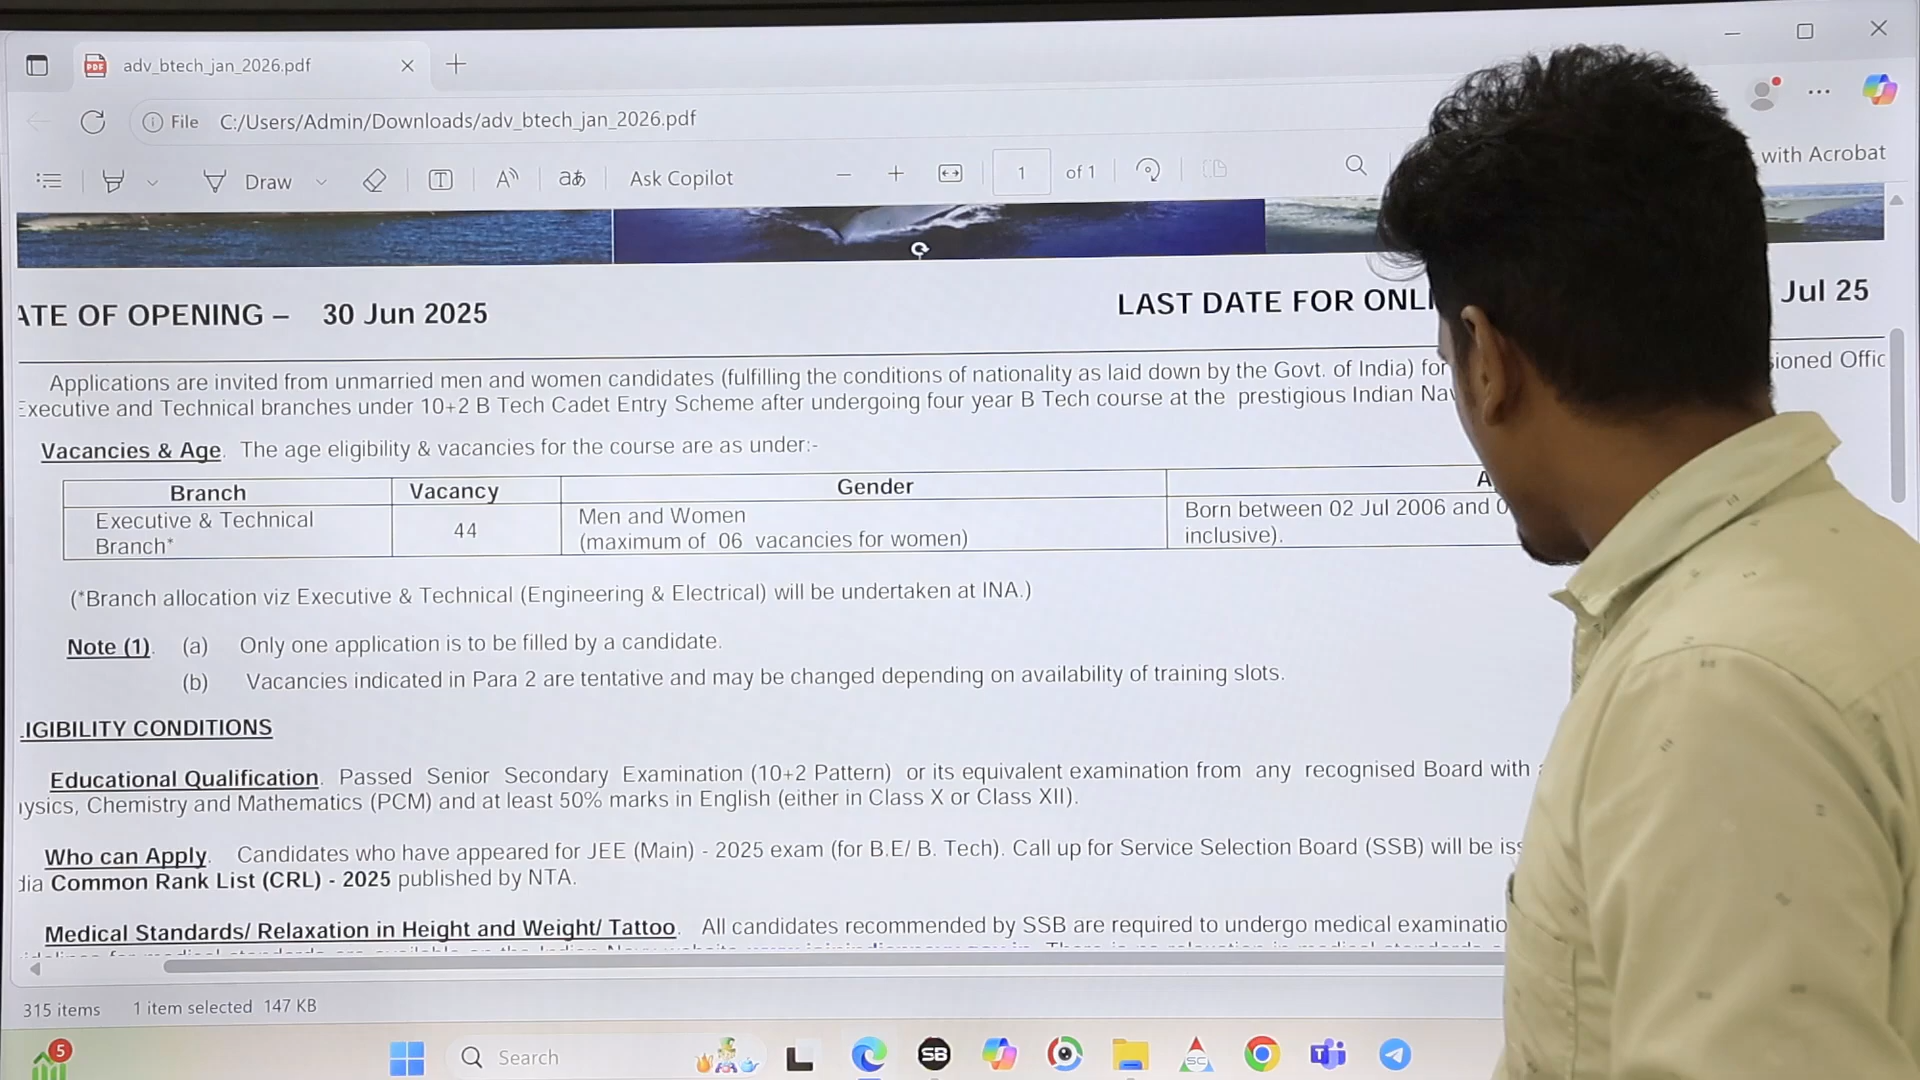 adv_btech_jan_2026.pdf
File C:/Users/Admin/Downloads/adv_btech_jan_2026.pdf
Draw
Ask Copilot
1 of 1
with Acrobat
ATE OF OPENING – 30 Jun 2025
LAST DATE FOR ONLI Jul 25
Applications are invited from unmarried men and women candidates (fulfilling the conditions of nationality as laid down by the Govt. of India) for sioned Offic
Executive and Technical branches under 10+2 B Tech Cadet Entry Scheme after undergoing four year B Tech course at the prestigious Indian Nav
Vacancies & Age. The age eligibility & vacancies for the course are as under:-
Branch Vacancy Gender A
Executive & Technical Branch* 44 Men and Women (maximum of 06 vacancies for women) Born between 02 Jul 2006 and 0 inclusive).
(*Branch allocation viz Executive & Technical (Engineering & Electrical) will be undertaken at INA.)
Note (1). (a) Only one application is to be filled by a candidate.
(b) Vacancies indicated in Para 2 are tentative and may be changed depending on availability of training slots.
IGIBILITY CONDITIONS
Educational Qualification. Passed Senior Secondary Examination (10+2 Pattern) or its equivalent examination from any recognised Board with
ysics, Chemistry and Mathematics (PCM) and at least 50% marks in English (either in Class X or Class XII).
Who can Apply. Candidates who have appeared for JEE (Main) - 2025 exam (for B.E/ B. Tech). Call up for Service Selection Board (SSB) will be iss
dia Common Rank List (CRL) - 2025 published by NTA.
Medical Standards/ Relaxation in Height and Weight/ Tattoo. All candidates recommended by SSB are required to undergo medical examinatio
315 items 1 item selected 147 KB
5
Search
SB
SC